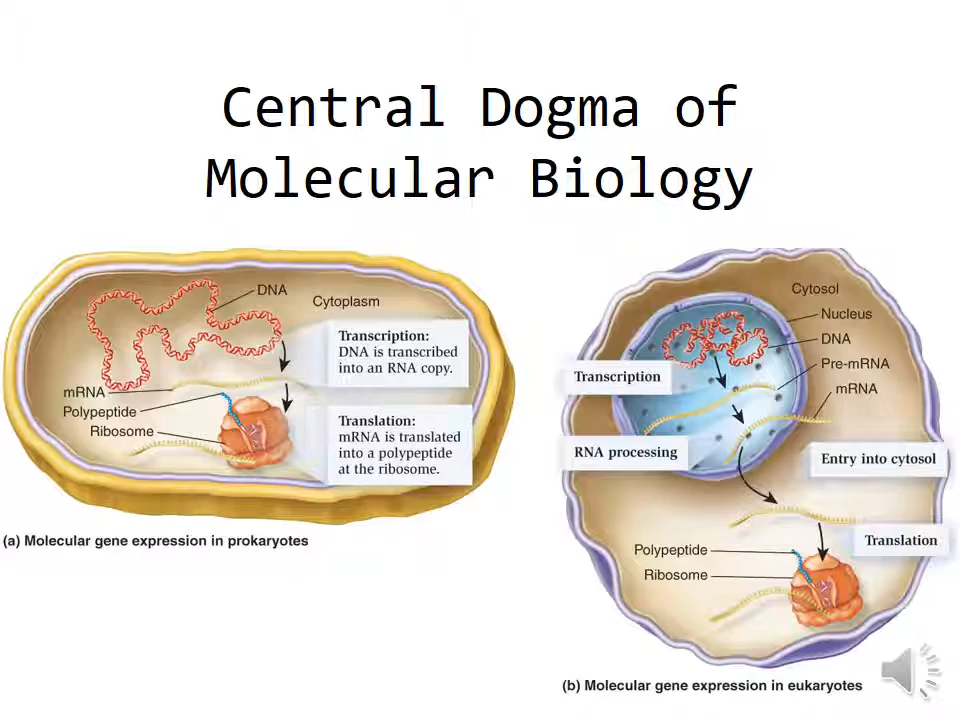 Central Dogma of
Molecular Biology
DNA
Cytoplasm
Transcription:
DNA is transcribed
into an RNA copy.
mRNA
Polypeptide
Ribosome
Translation:
mRNA is translated
into a polypeptide
at the ribosome.
(a) Molecular gene expression in prokaryotes
Cytosol
Nucleus
DNA
Pre-mRNA
mRNA
Transcription
RNA processing
Entry into cytosol
Translation
Polypeptide
Ribosome
(b) Molecular gene expression in eukaryotes